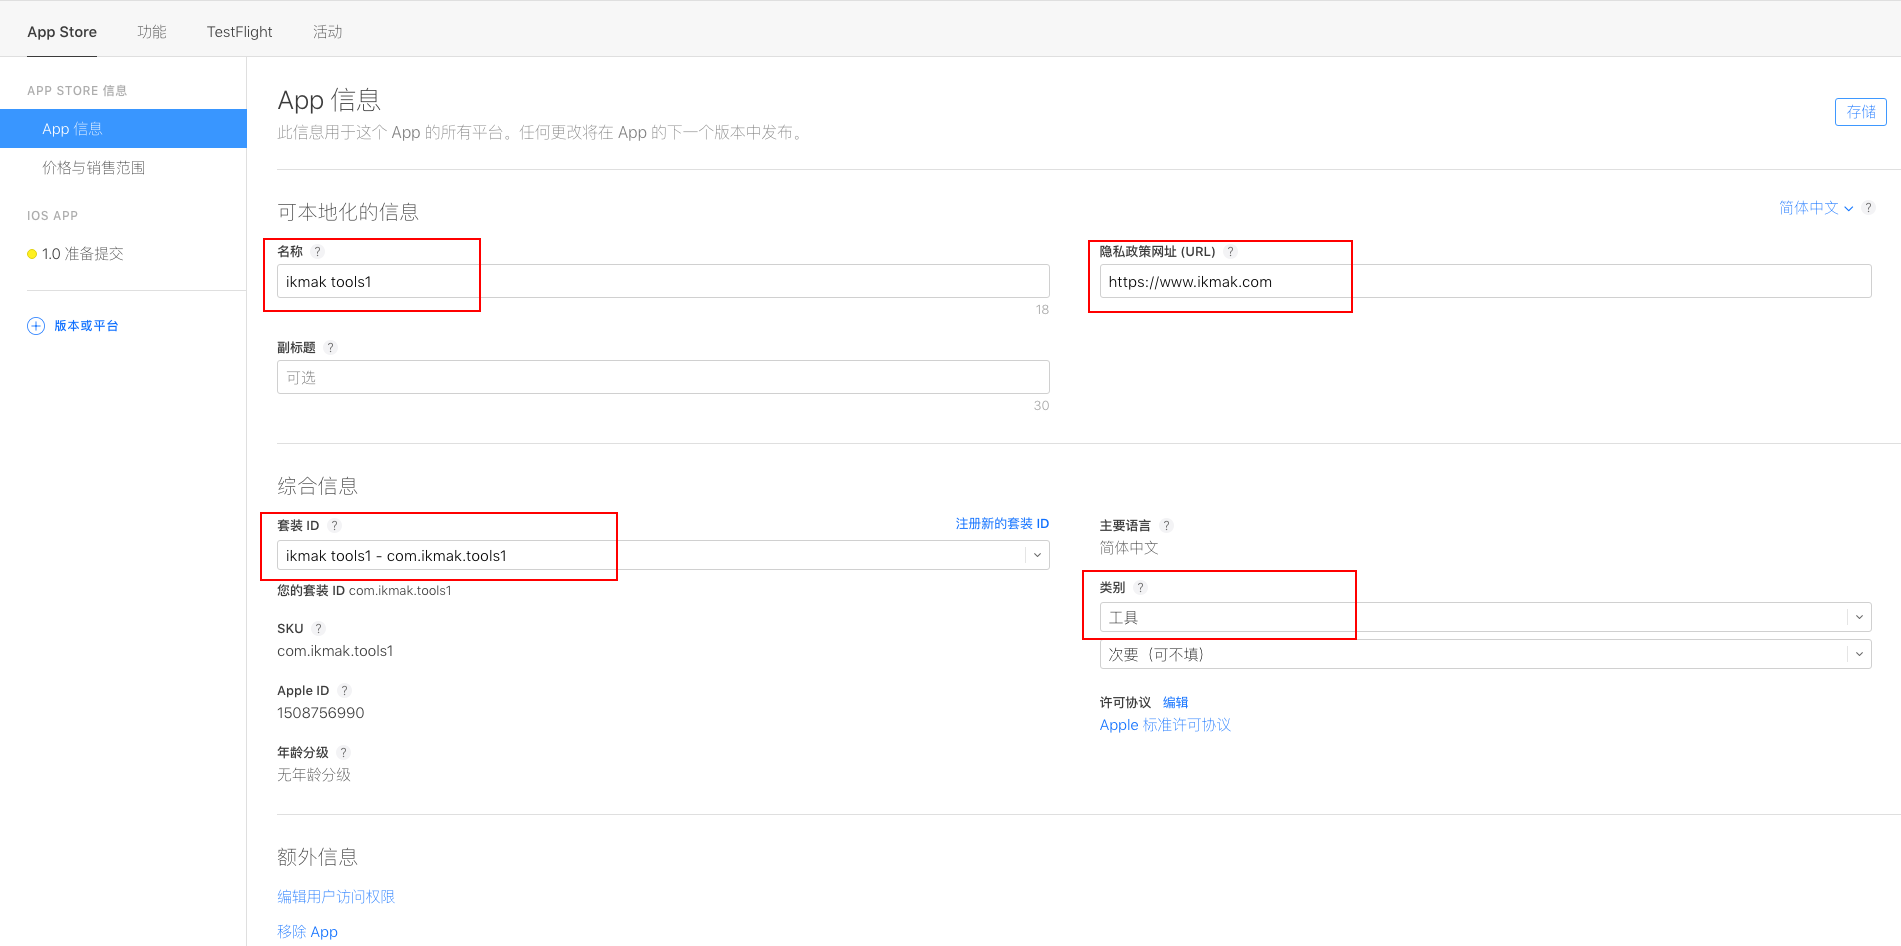 App Store 功能 TestFlight 活动
APP STORE 信息
App 信息
价格与销售范围
IOS APP
1.0 准备提交
版本或平台
App 信息
存储
此信息用于这个 App 的所有平台。任何更改将在 App 的下一个版本中发布。
可本地化的信息
简体中文 ?
名称 ?
ikmak tools1
18
隐私政策网址 (URL) ?
https://www.ikmak.com
副标题 ?
可选
30
综合信息
套装 ID ?
注册新的套装 ID
ikmak tools1 - com.ikmak.tools1
您的套装 ID com.ikmak.tools1
SKU ?
com.ikmak.tools1
Apple ID ?
1508756990
年龄分级 ?
无年龄分级
主要语言 ?
简体中文
类别 ?
工具
次要（可不填）
许可协议 编辑
Apple 标准许可协议
额外信息
编辑用户访问权限
移除 App